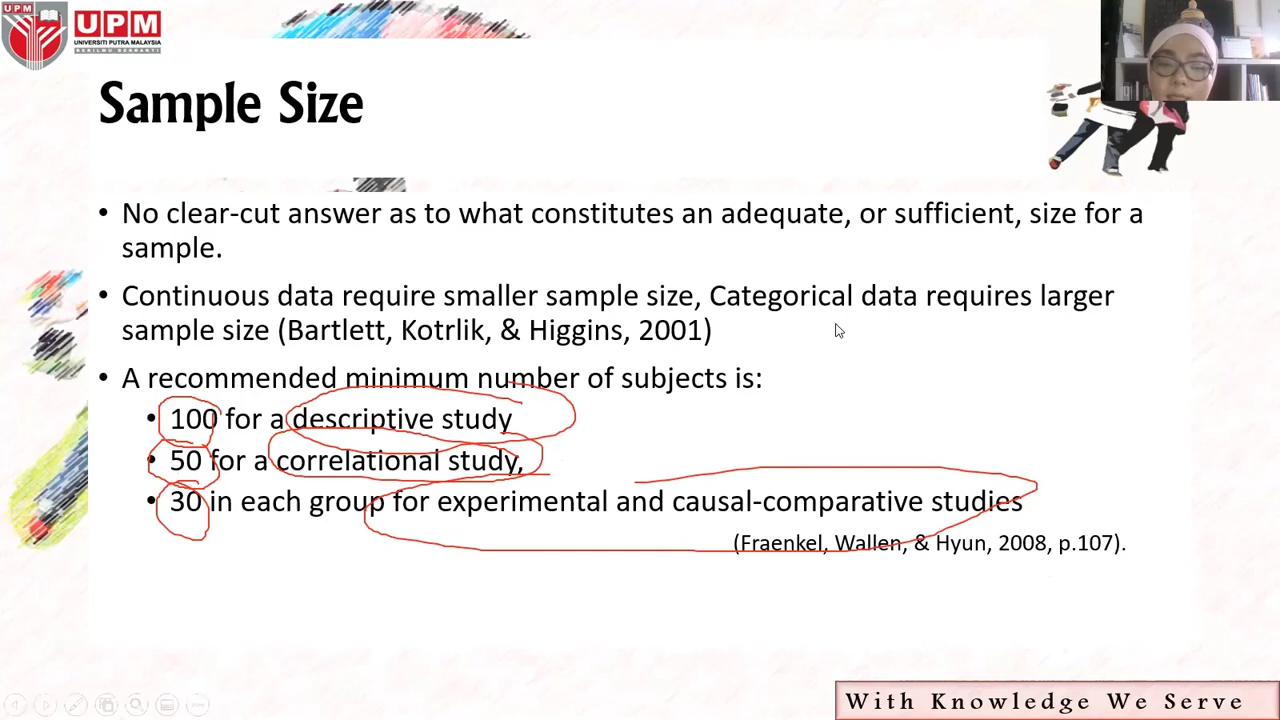 UPM
UPM
UNIVERSITI PUTRA MALAYSIA
BERILMU BERBAKTI
Sample Size
• No clear-cut answer as to what constitutes an adequate, or sufficient, size for a
sample.
• Continuous data require smaller sample size, Categorical data requires larger
sample size (Bartlett, Kotrlik, & Higgins, 2001)
• A recommended minimum number of subjects is:
• 100 for a descriptive study
• 50 for a correlational study,
• 30 in each group for experimental and causal-comparative studies
(Fraenkel, Wallen, & Hyun, 2008, p.107).
With Knowledge We Serve